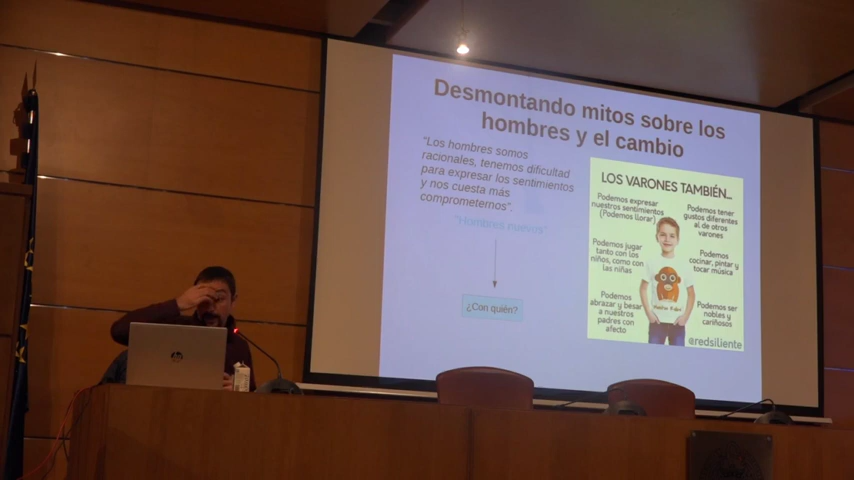 Desmontando mitos sobre los
hombres y el cambio
"Los hombres somos
racionales, tenemos dificultad
para expresar los sentimientos
y nos cuesta más
comprometernos".
"Hombres nuevos"
¿Con quién?
LOS VARONES TAMBIÉN...
Podemos expresar
nuestros sentimientos
(Podemos llorar)
Podemos tener
gustos diferentes
al de otros
varones
Podemos jugar
tanto con los
niños, como con
las niñas
Podemos
cocinar, pintar y
tocar música
Podemos
abrazar y besar
a nuestros
padres con
afecto
Podemos ser
nobles y
cariñosos
@redsiliente
hp